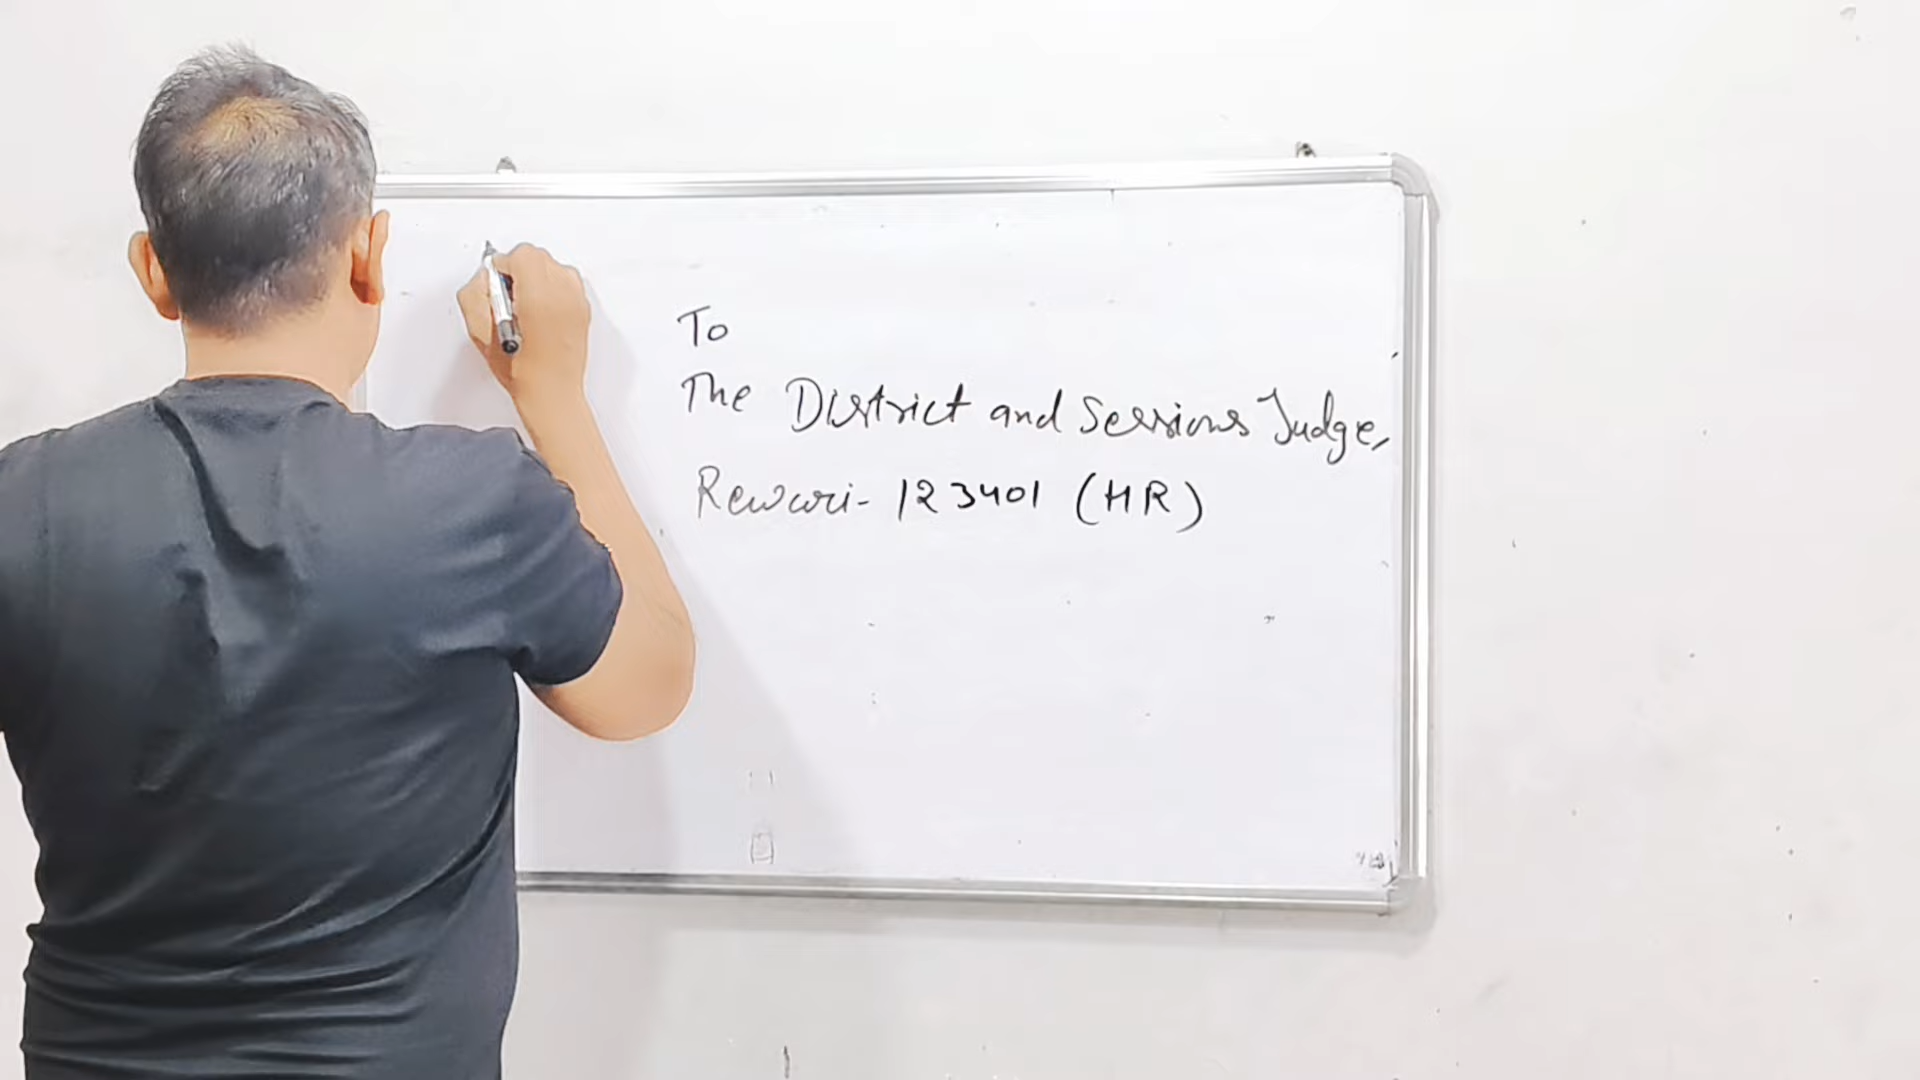 To
The District and Sessions Judge,
Rewari- 123401 (HR)